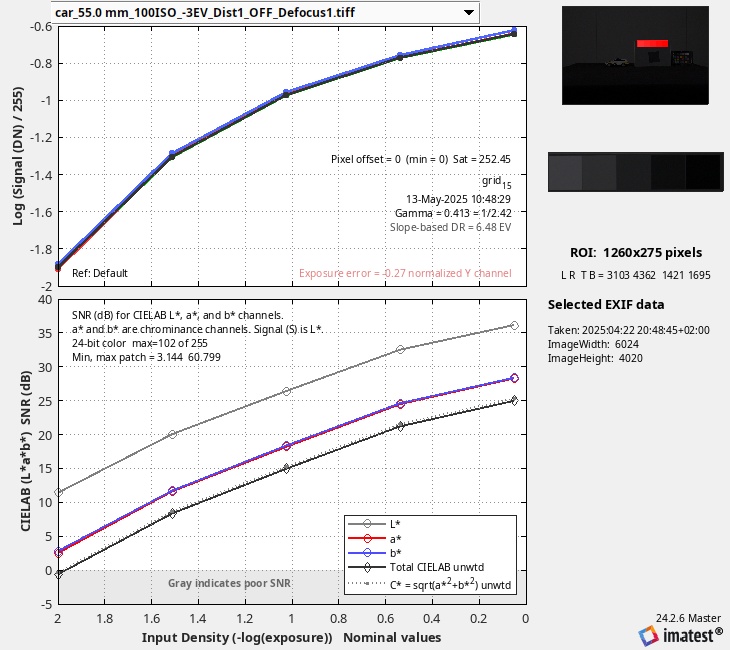 car_55.0 mm_100ISO_-3EV_Dist1_OFF_Defocus1.tiff
-0.6
-0.8
-1
-1.2
-1.4
-1.6
-1.8
-2
Log (Signal (DN) / 255)
Pixel offset = 0 (min = 0) Sat = 252.45
grid15
13-May-2025 10:48:29
Gamma = 0.413 = 1/2.42
Slope-based DR = 6.48 EV
Ref: Default
Exposure error = -0.27 normalized Y channel
ROI: 1260x275 pixels
L R T B = 3103 4362 1421 1695
Selected EXIF data
Taken: 2025:04:22 20:48:45+02:00
ImageWidth: 6024
ImageHeight: 4020
40
35
30
25
20
15
10
5
0
-5
CIELAB (L*a*b*) SNR (dB)
SNR (dB) for CIELAB L*, a*, and b* channels.
a* and b* are chrominance channels. Signal (S) is L*.
24-bit color max=102 of 255
Min, max patch = 3.144 60.799
L*
a*
b*
Total CIELAB unwtd
C* = sqrt(a*2+b*2) unwtd
Gray indicates poor SNR
2 1.8 1.6 1.4 1.2 1 0.8 0.6 0.4 0.2 0
Input Density (-log(exposure)) Nominal values
24.2.6 Master
imatest®